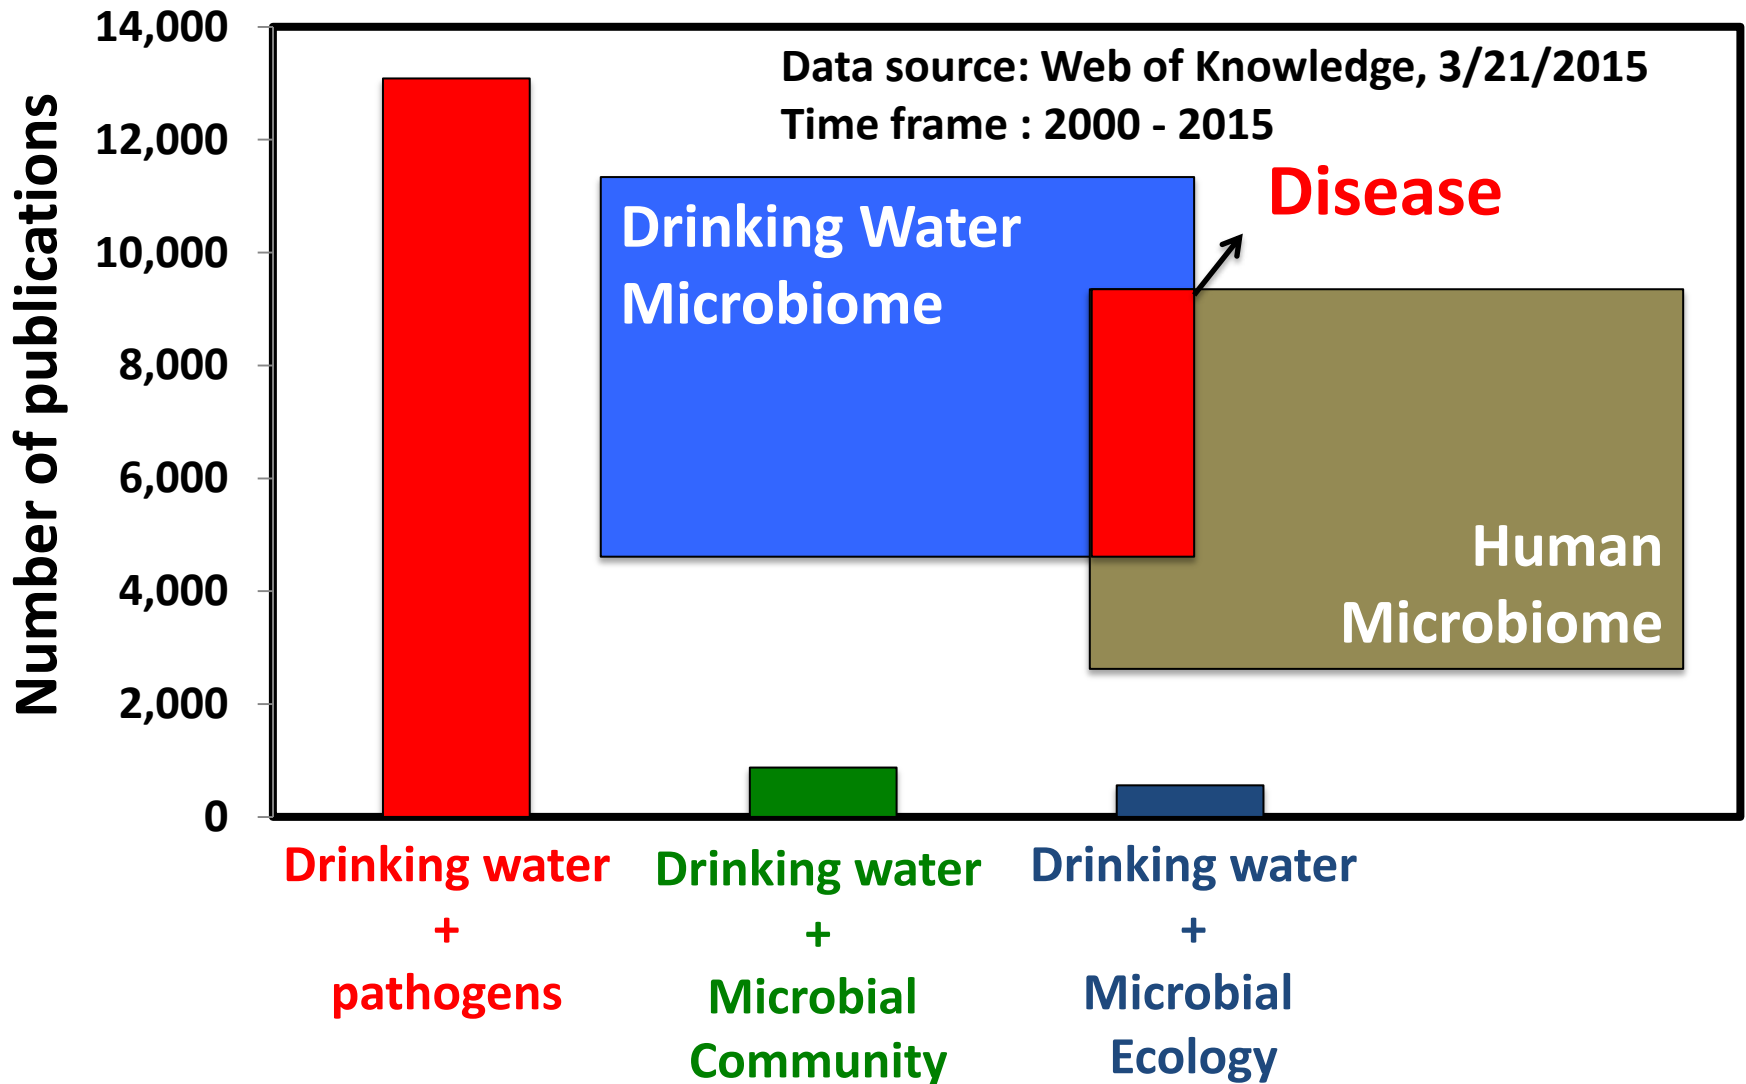 Number of publications
14,000
12,000
10,000
8,000
6,000
4,000
2,000
0
Data source: Web of Knowledge, 3/21/2015
Time frame : 2000 - 2015
Disease
Drinking Water
Microbiome
Human
Microbiome
Drinking water
+
pathogens
Drinking water
+
Microbial
Community
Drinking water
+
Microbial
Ecology